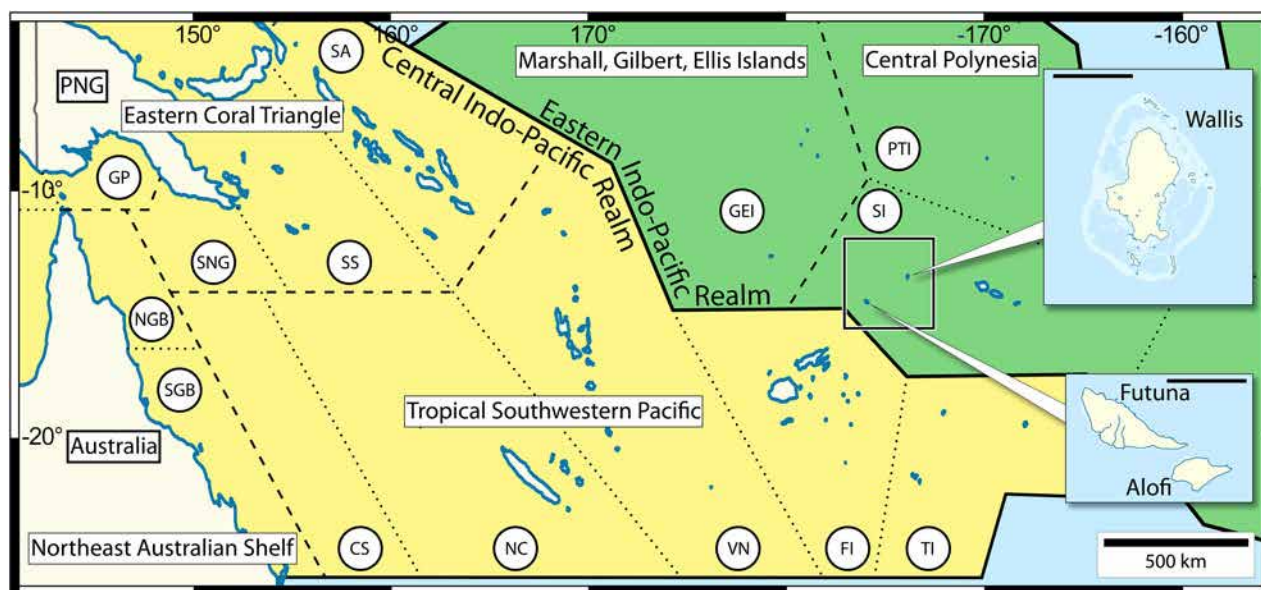 150°
160°
170°
-170°
-160°
SA
Marshall, Gilbert, Ellis Islands
Central Polynesia
PNG
Eastern Coral Triangle
Central Indo-Pacific Realm
Eastern Indo-Pacific Realm
Wallis
PTI
GP
-10°
GEI
SI
SNG
SS
NGB
SGB
Tropical Southwestern Pacific
Futuna
-20°
Australia
Alofi
Northeast Australian Shelf
CS
NC
VN
FI
TI
500 km